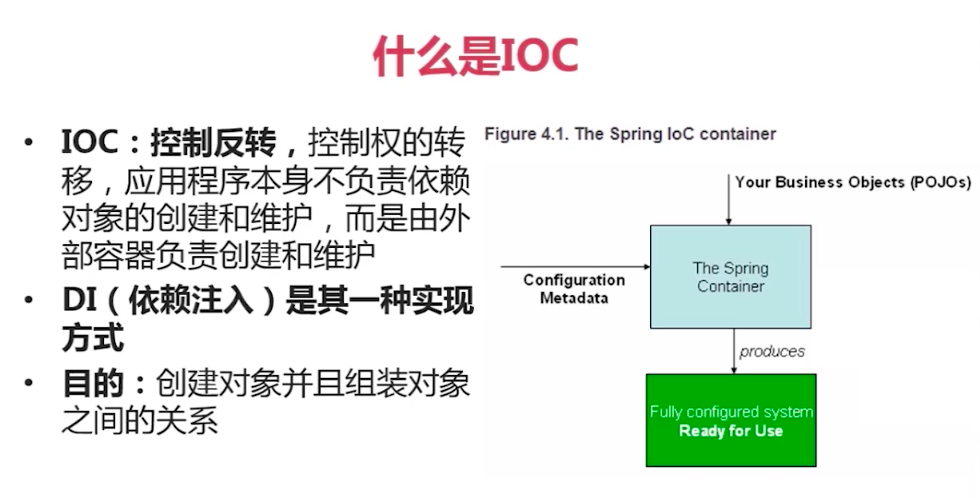 什么是IOC
• IOC：控制反转，控制权的转
移，应用程序本身不负责依赖
对象的创建和维护，而是由外
部容器负责创建和维护
• DI（依赖注入）是其一种实现
方式
• 目的：创建对象并且组装对象
之间的关系
Figure 4.1. The Spring IoC container
Your Business Objects (POJOs)
Configuration
Metadata
The Spring
Container
produces
Fully configured system
Ready for Use